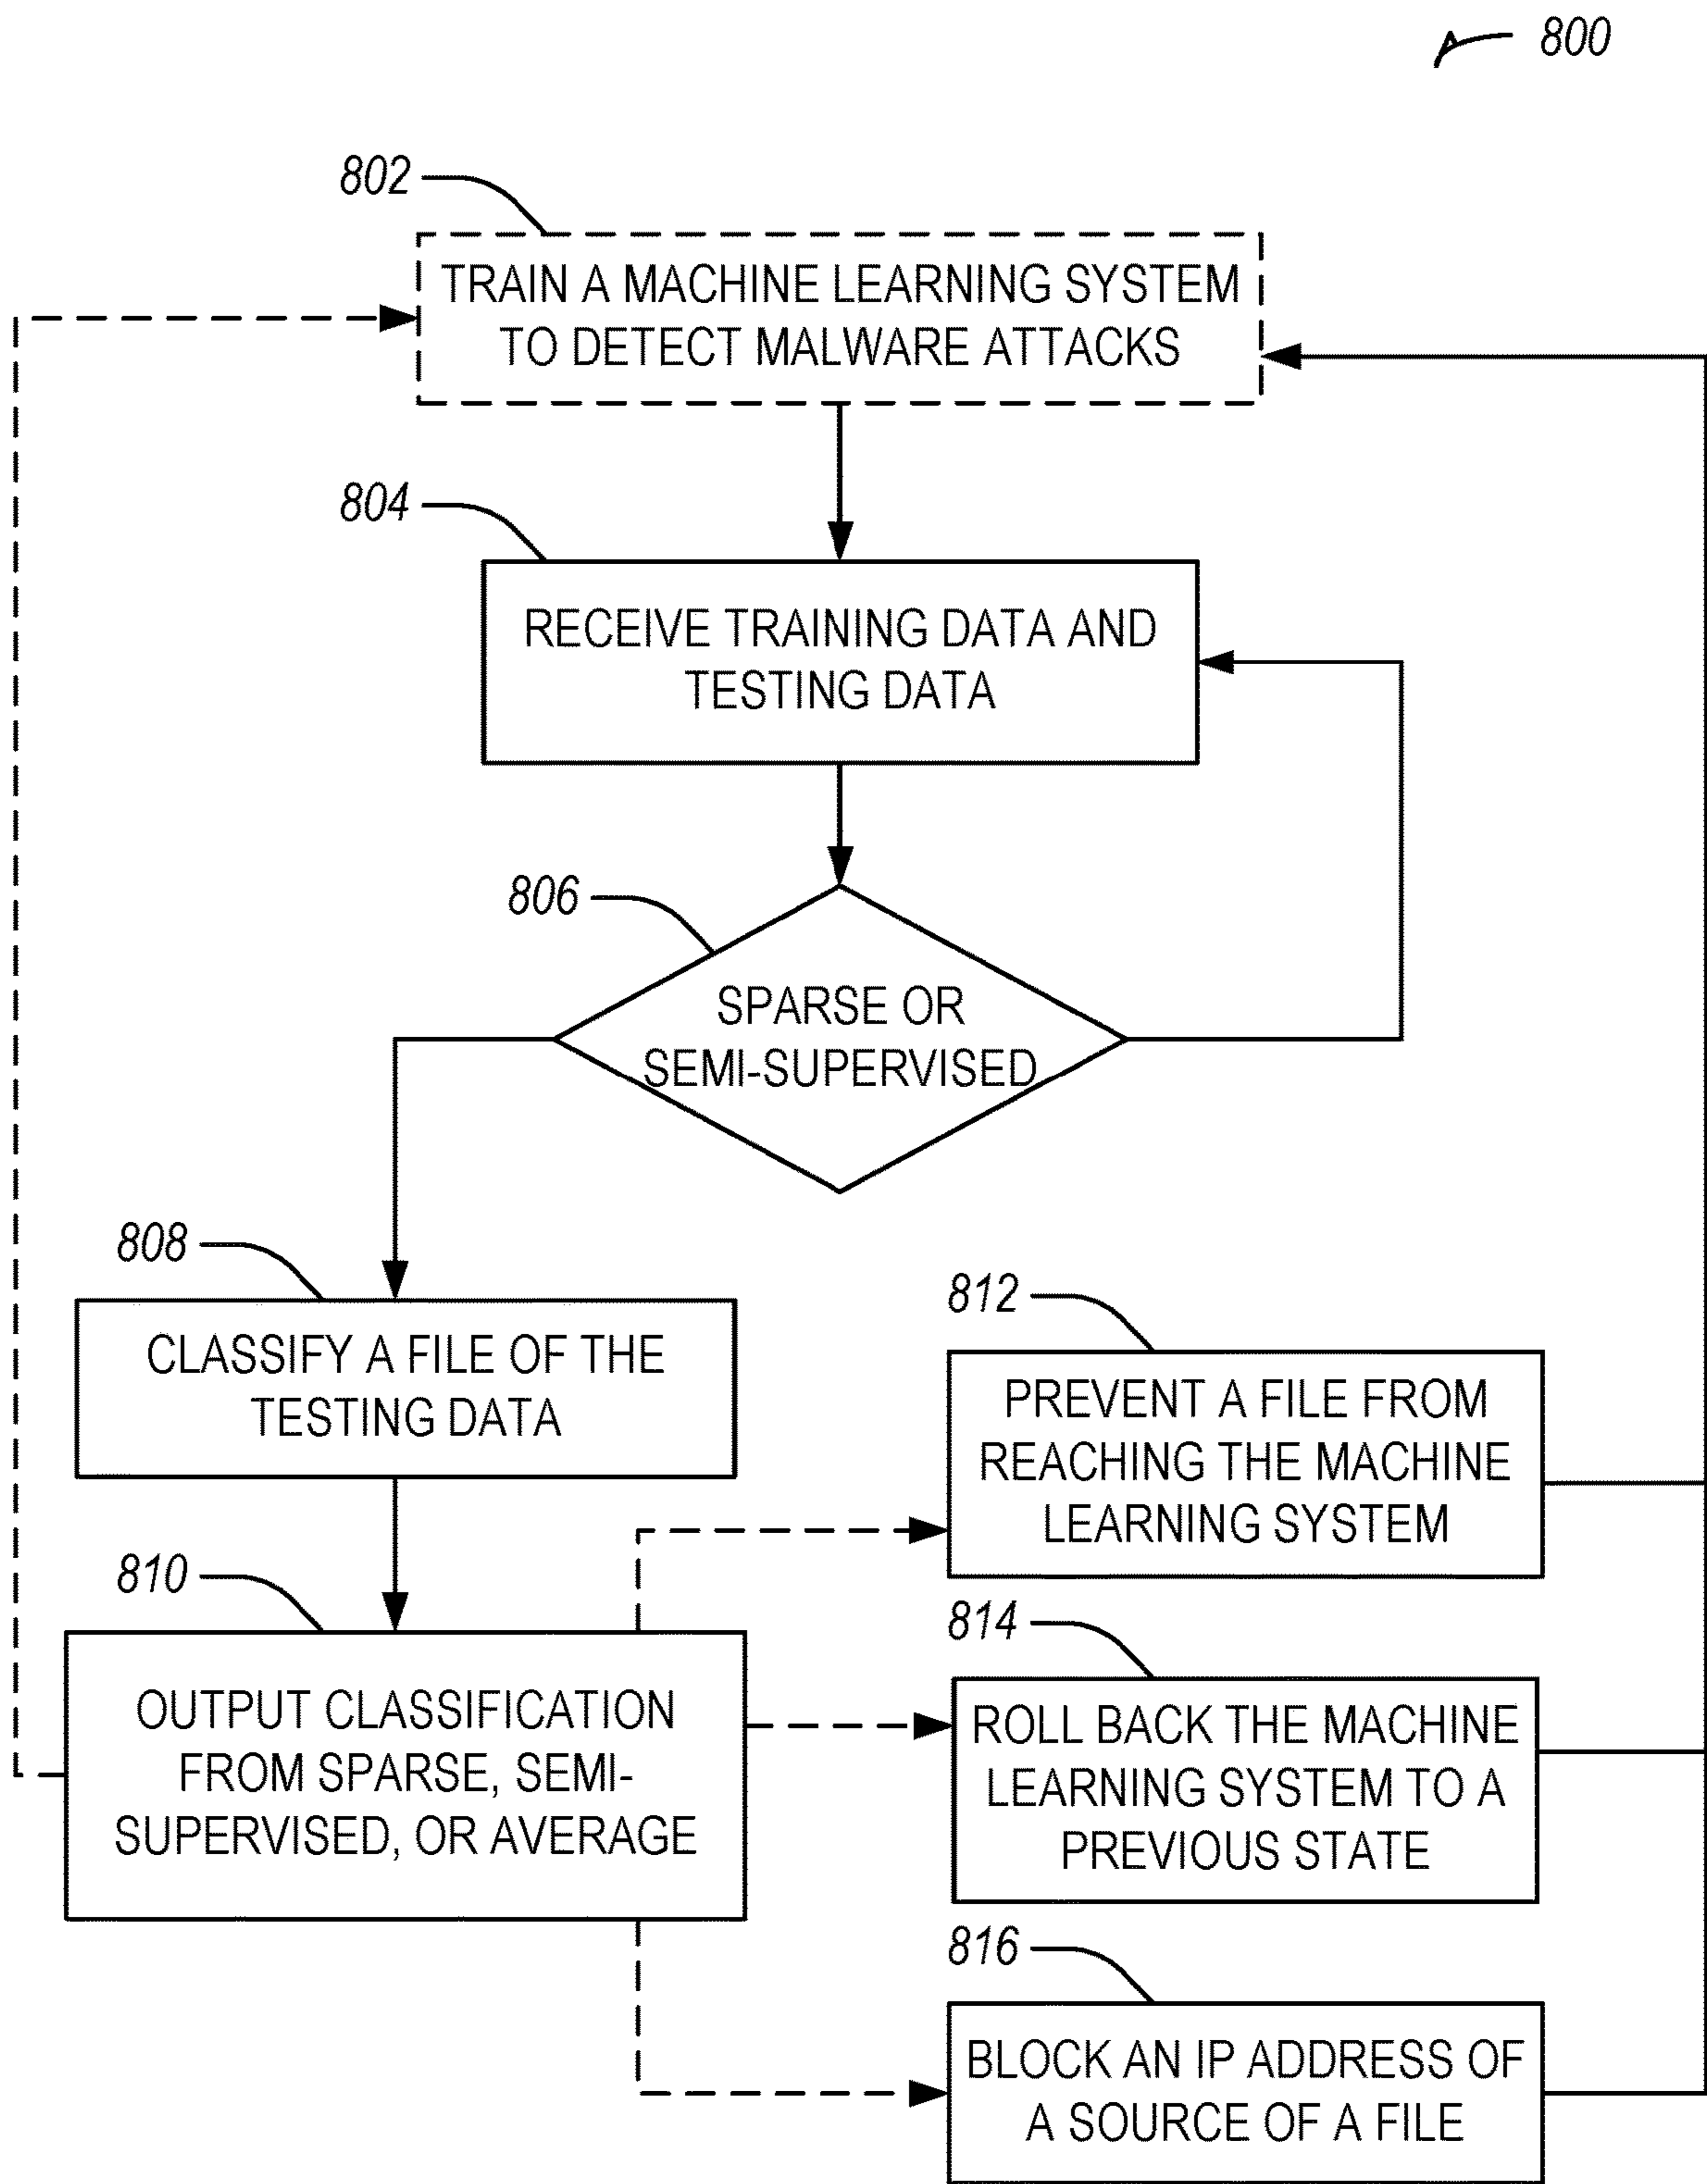 800
802
TRAIN A MACHINE LEARNING SYSTEM
TO DETECT MALWARE ATTACKS
804
RECEIVE TRAINING DATA AND
TESTING DATA
806
SPARSE OR
SEMI-SUPERVISED
808
CLASSIFY A FILE OF THE
TESTING DATA
810
OUTPUT CLASSIFICATION
FROM SPARSE, SEMI-
SUPERVISED, OR AVERAGE
812
PREVENT A FILE FROM
REACHING THE MACHINE
LEARNING SYSTEM
814
ROLL BACK THE MACHINE
LEARNING SYSTEM TO A
PREVIOUS STATE
816
BLOCK AN IP ADDRESS OF
A SOURCE OF A FILE